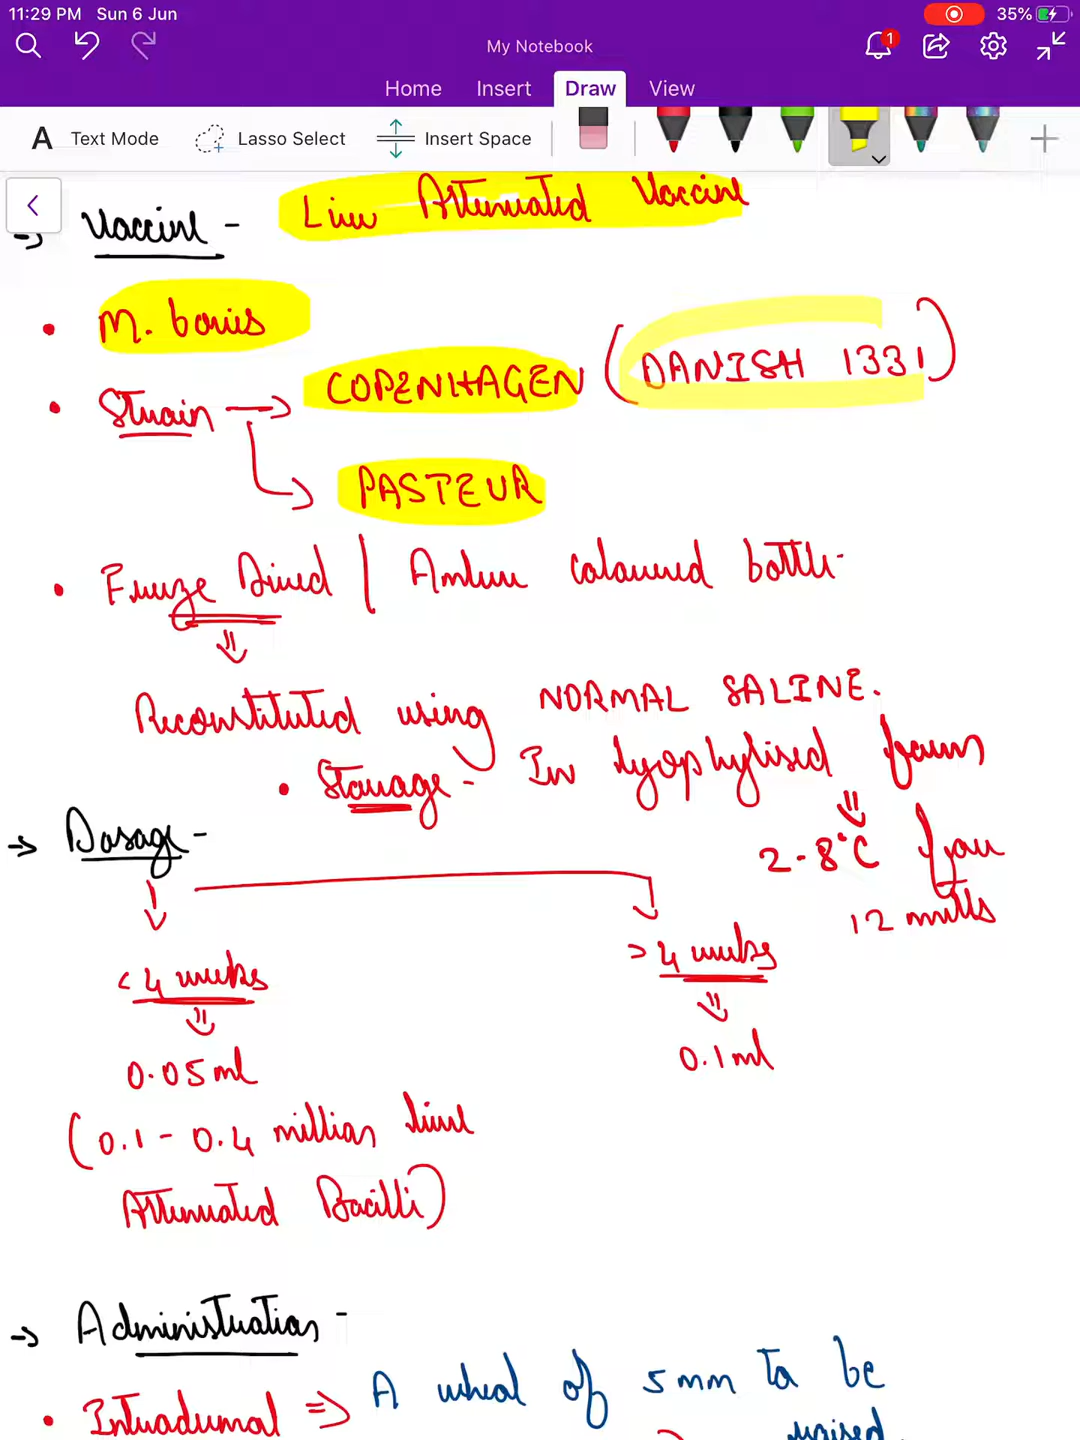 11:29 PM Sun 6 Jun
35%
1
My Notebook
Home Insert Draw View
A Text Mode Lasso Select Insert Space
→ Vaccine - Live Attenuated Vaccine
• M. bovis
• Strain → COPENHAGEN (DANISH 1331)
→ PASTEUR
• Freeze Dried | Amber coloured bottle-
⇓
Reconstituted using NORMAL SALINE.
• Storage - In lyophylised form
⇓
2-8°C for
12 mnths
→ Dosage -
< 4 weeks
⇓
0.05 ml
(0.1 - 0.4 million live
Attenuated Bacilli)
> 4 weeks
⇓
0.1 ml
→ Administration -
• Intradermal ⇒ A wheal of 5 mm to be
raised.